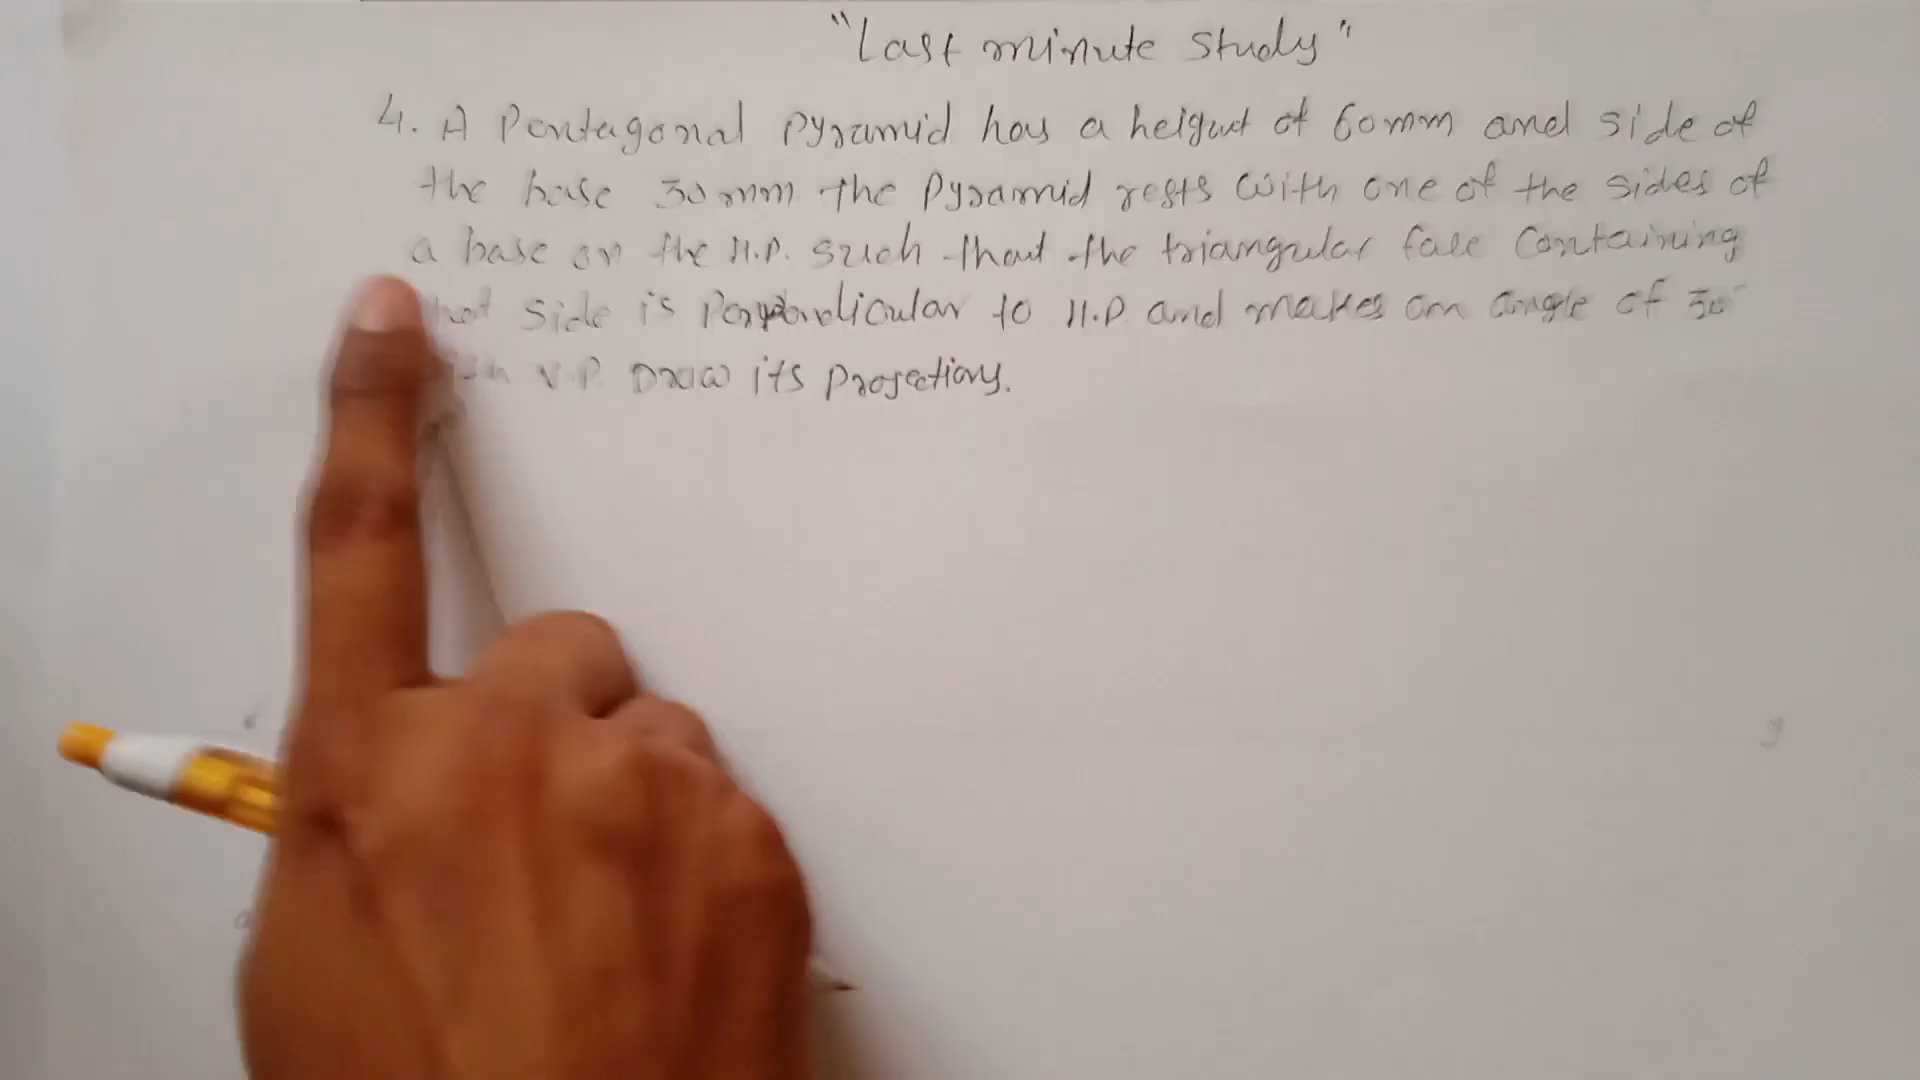 "Last minute study"
4. A Pentagonal pyramid has a height of 60mm and side of
the base 30mm the pyramid rests with one of the sides of
a base on the H.P. such that the triangular face containing
side is Perpendicular to H.P and makes an angle of 30°
V.P. Draw its projections.
y